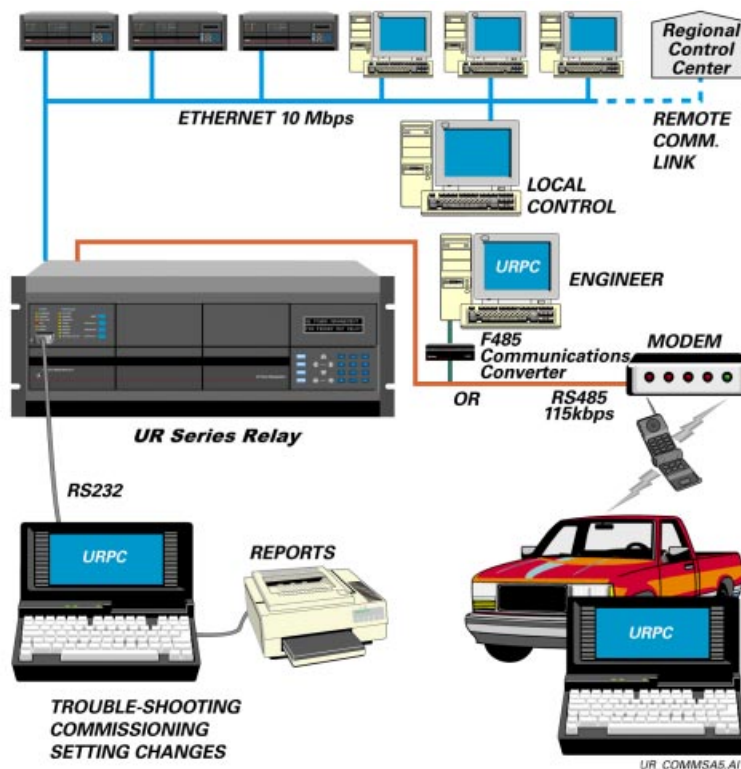 Regional
Control
Center
ETHERNET 10 Mbps
REMOTE
COMM.
LINK
LOCAL
CONTROL
URPC
ENGINEER
F485
Communications
Converter
MODEM
OR
RS485
115kbps
UR Series Relay
RS232
URPC
REPORTS
URPC
TROUBLE-SHOOTING
COMMISSIONING
SETTING CHANGES
UR_COMMSA5.AI